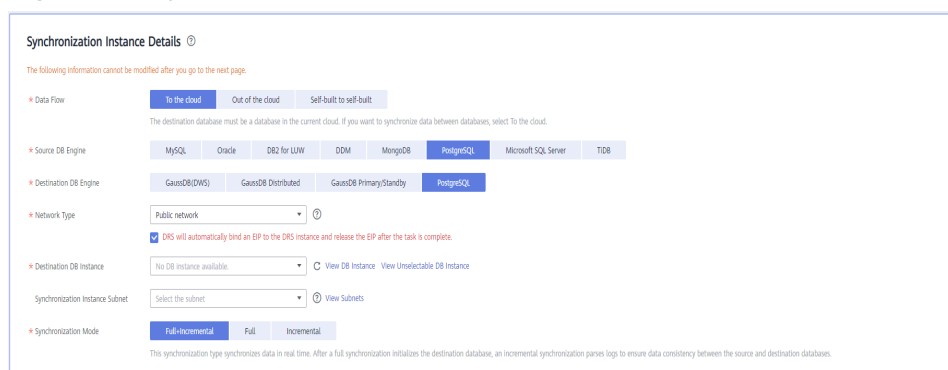 Synchronization Instance Details ?
The following information cannot be modified after you go to the next page.
* Data Flow To the cloud Out of the cloud Self-built to self-built
The destination database must be a database in the current cloud. If you want to synchronize data between databases, select To the cloud.
* Source DB Engine MySQL Oracle DB2 for LUW DDM MongoDB PostgreSQL Microsoft SQL Server TiDB
* Destination DB Engine GaussDB(DWS) GaussDB Distributed GaussDB Primary/Standby PostgreSQL
* Network Type Public network ?
DRS will automatically bind an EIP to the DRS instance and release the EIP after the task is complete.
* Destination DB Instance No DB instance available. View DB Instance View Unselectable DB Instance
Synchronization Instance Subnet Select the subnet ? View Subnets
* Synchronization Mode Full+Incremental Full Incremental
This synchronization type synchronizes data in real time. After a full synchronization initializes the destination database, an incremental synchronization parses logs to ensure data consistency between the source and destination databases.